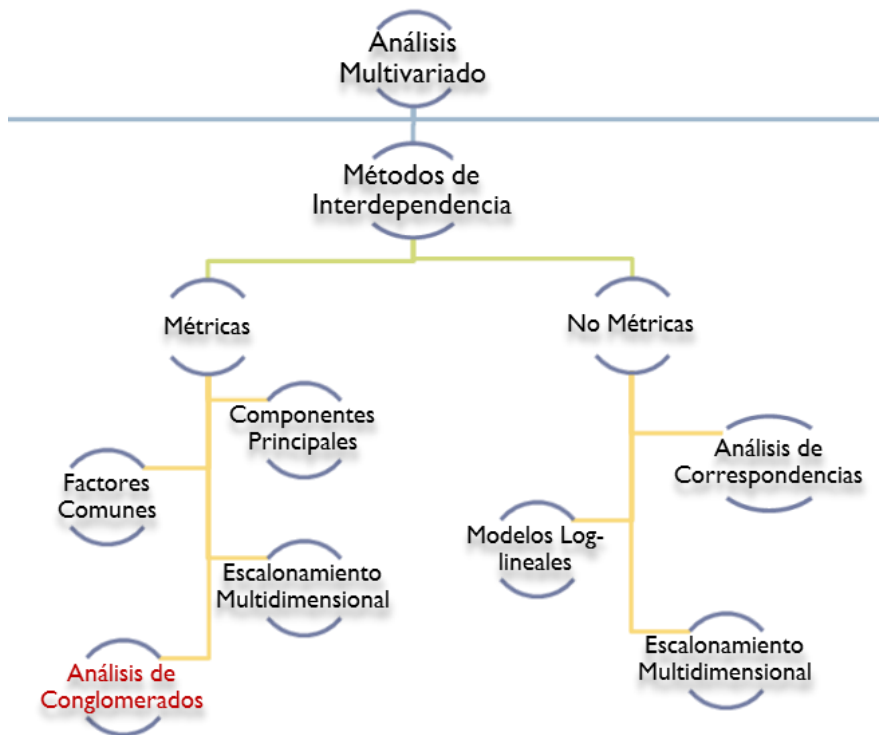 Análisis
Multivariado
Métodos de
Interdependencia
Métricas
No Métricas
Componentes
Principales
Factores
Comunes
Escalonamiento
Multidimensional
Análisis de
Conglomerados
Análisis de
Correspondencias
Modelos Log-
lineales
Escalonamiento
Multidimensional